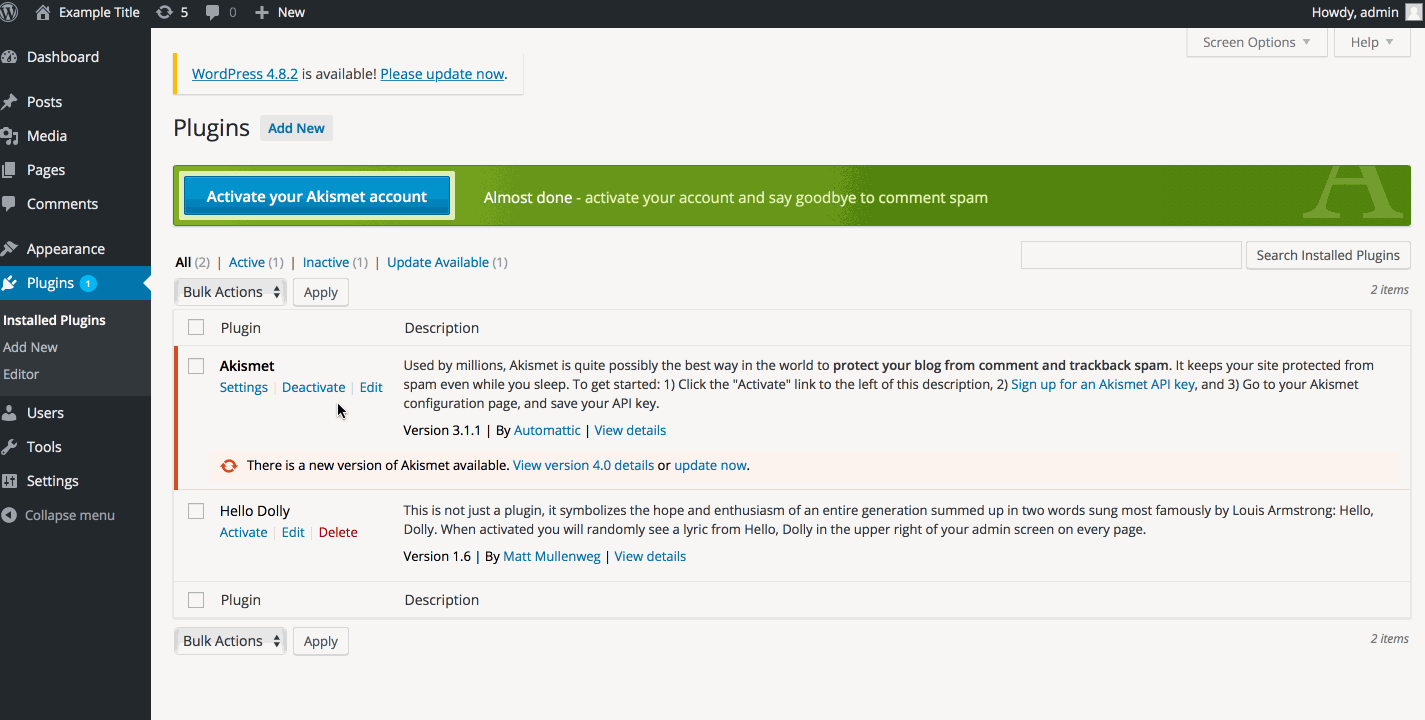 Example Title 5 0 New Howdy, admin
Screen Options Help
Dashboard
Posts
Media
Pages
Comments
Appearance
Plugins 1
Installed Plugins
Add New
Editor
Users
Tools
Settings
Collapse menu
WordPress 4.8.2 is available! Please update now.
Plugins Add New
Activate your Akismet account Almost done - activate your account and say goodbye to comment spam
A
All (2) | Active (1) | Inactive (1) | Update Available (1)
Search Installed Plugins
Bulk Actions Apply
2 items
Plugin Description
Akismet
Settings | Deactivate | Edit
Used by millions, Akismet is quite possibly the best way in the world to protect your blog from comment and trackback spam. It keeps your site protected from
spam even while you sleep. To get started: 1) Click the "Activate" link to the left of this description, 2) Sign up for an Akismet API key, and 3) Go to your Akismet
configuration page, and save your API key.
Version 3.1.1 | By Automattic | View details
There is a new version of Akismet available. View version 4.0 details or update now.
Hello Dolly
Activate | Edit | Delete
This is not just a plugin, it symbolizes the hope and enthusiasm of an entire generation summed up in two words sung most famously by Louis Armstrong: Hello,
Dolly. When activated you will randomly see a lyric from Hello, Dolly in the upper right of your admin screen on every page.
Version 1.6 | By Matt Mullenweg | View details
Plugin Description
Bulk Actions Apply
2 items